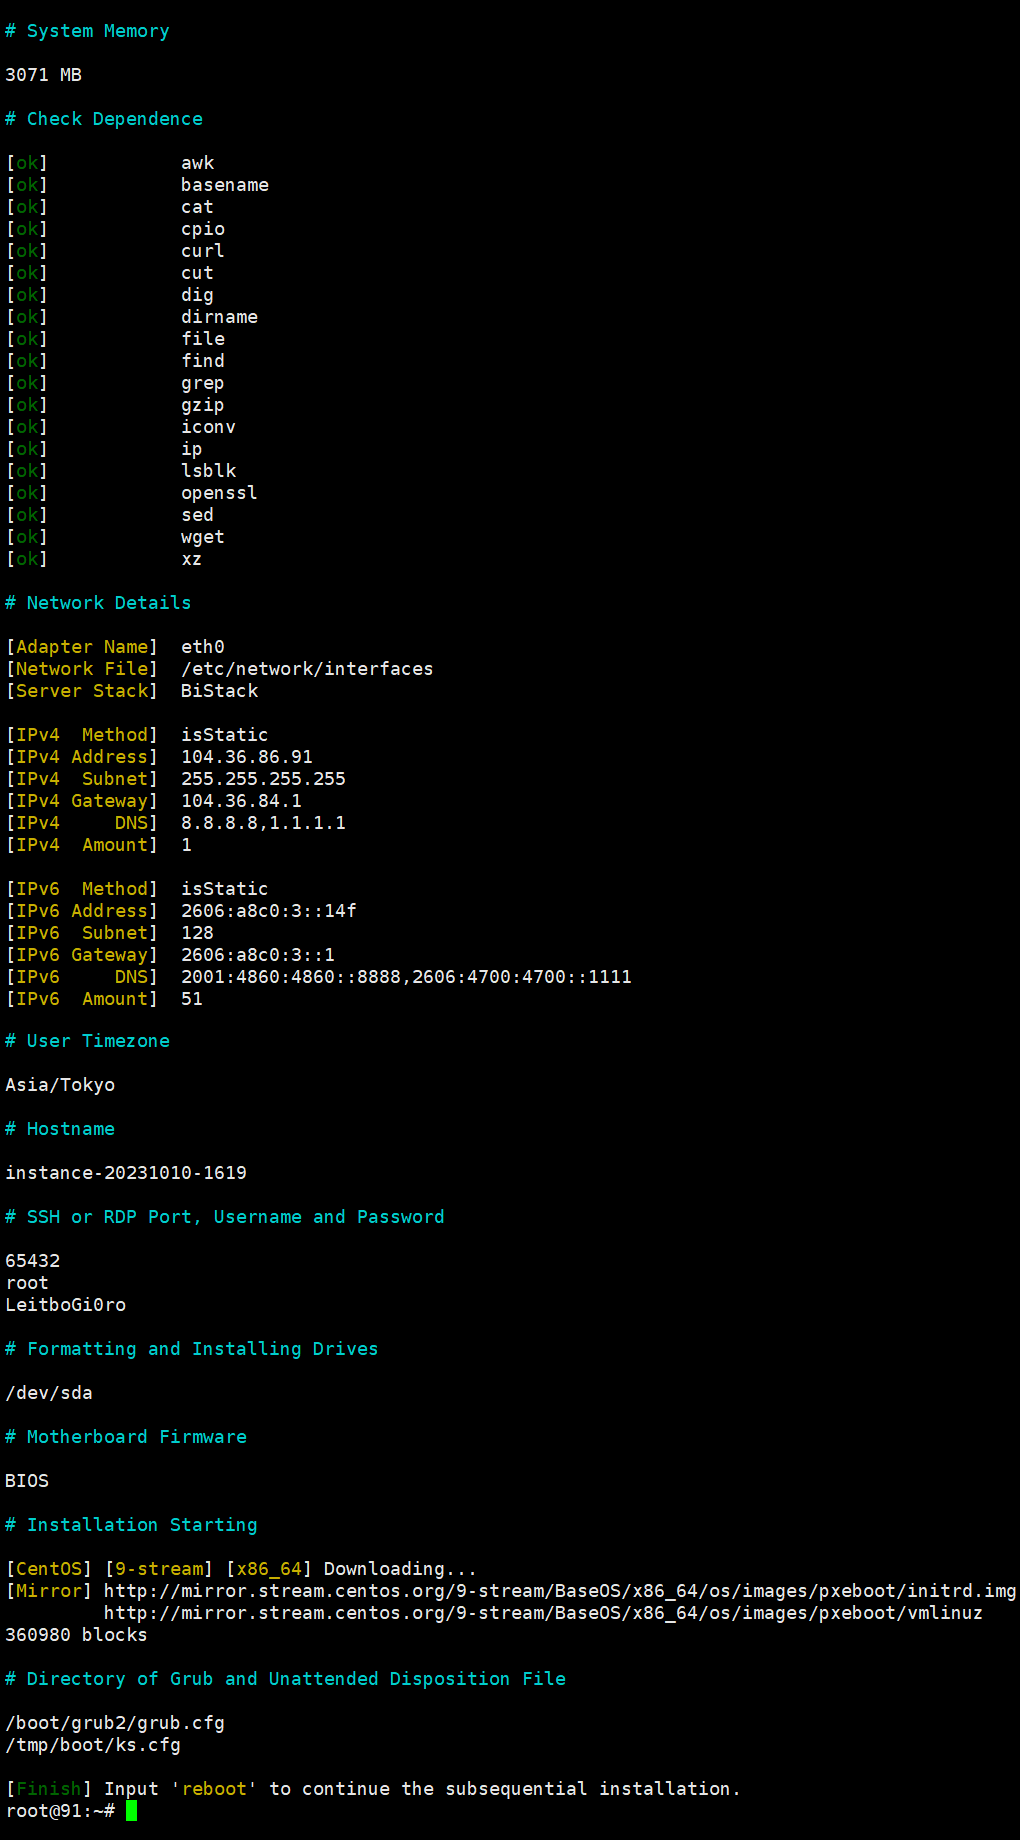 # System Memory
3071 MB
# Check Dependence
[ok] awk
[ok] basename
[ok] cat
[ok] cpio
[ok] curl
[ok] cut
[ok] dig
[ok] dirname
[ok] file
[ok] find
[ok] grep
[ok] gzip
[ok] iconv
[ok] ip
[ok] lsblk
[ok] openssl
[ok] sed
[ok] wget
[ok] xz
# Network Details
[Adapter Name] eth0
[Network File] /etc/network/interfaces
[Server Stack] BiStack
[IPv4 Method] isStatic
[IPv4 Address] 104.36.86.91
[IPv4 Subnet] 255.255.255.255
[IPv4 Gateway] 104.36.84.1
[IPv4 DNS] 8.8.8.8,1.1.1.1
[IPv4 Amount] 1
[IPv6 Method] isStatic
[IPv6 Address] 2606:a8c0:3::14f
[IPv6 Subnet] 128
[IPv6 Gateway] 2606:a8c0:3::1
[IPv6 DNS] 2001:4860:4860::8888,2606:4700:4700::1111
[IPv6 Amount] 51
# User Timezone
Asia/Tokyo
# Hostname
instance-20231010-1619
# SSH or RDP Port, Username and Password
65432
root
LeitboGi0ro
# Formatting and Installing Drives
/dev/sda
# Motherboard Firmware
BIOS
# Installation Starting
[CentOS] [9-stream] [x86_64] Downloading...
[Mirror] http://mirror.stream.centos.org/9-stream/BaseOS/x86_64/os/images/pxeboot/initrd.img
http://mirror.stream.centos.org/9-stream/BaseOS/x86_64/os/images/pxeboot/vmlinuz
360980 blocks
# Directory of Grub and Unattended Disposition File
/boot/grub2/grub.cfg
/tmp/boot/ks.cfg
[Finish] Input 'reboot' to continue the subsequential installation.
root@91:~#